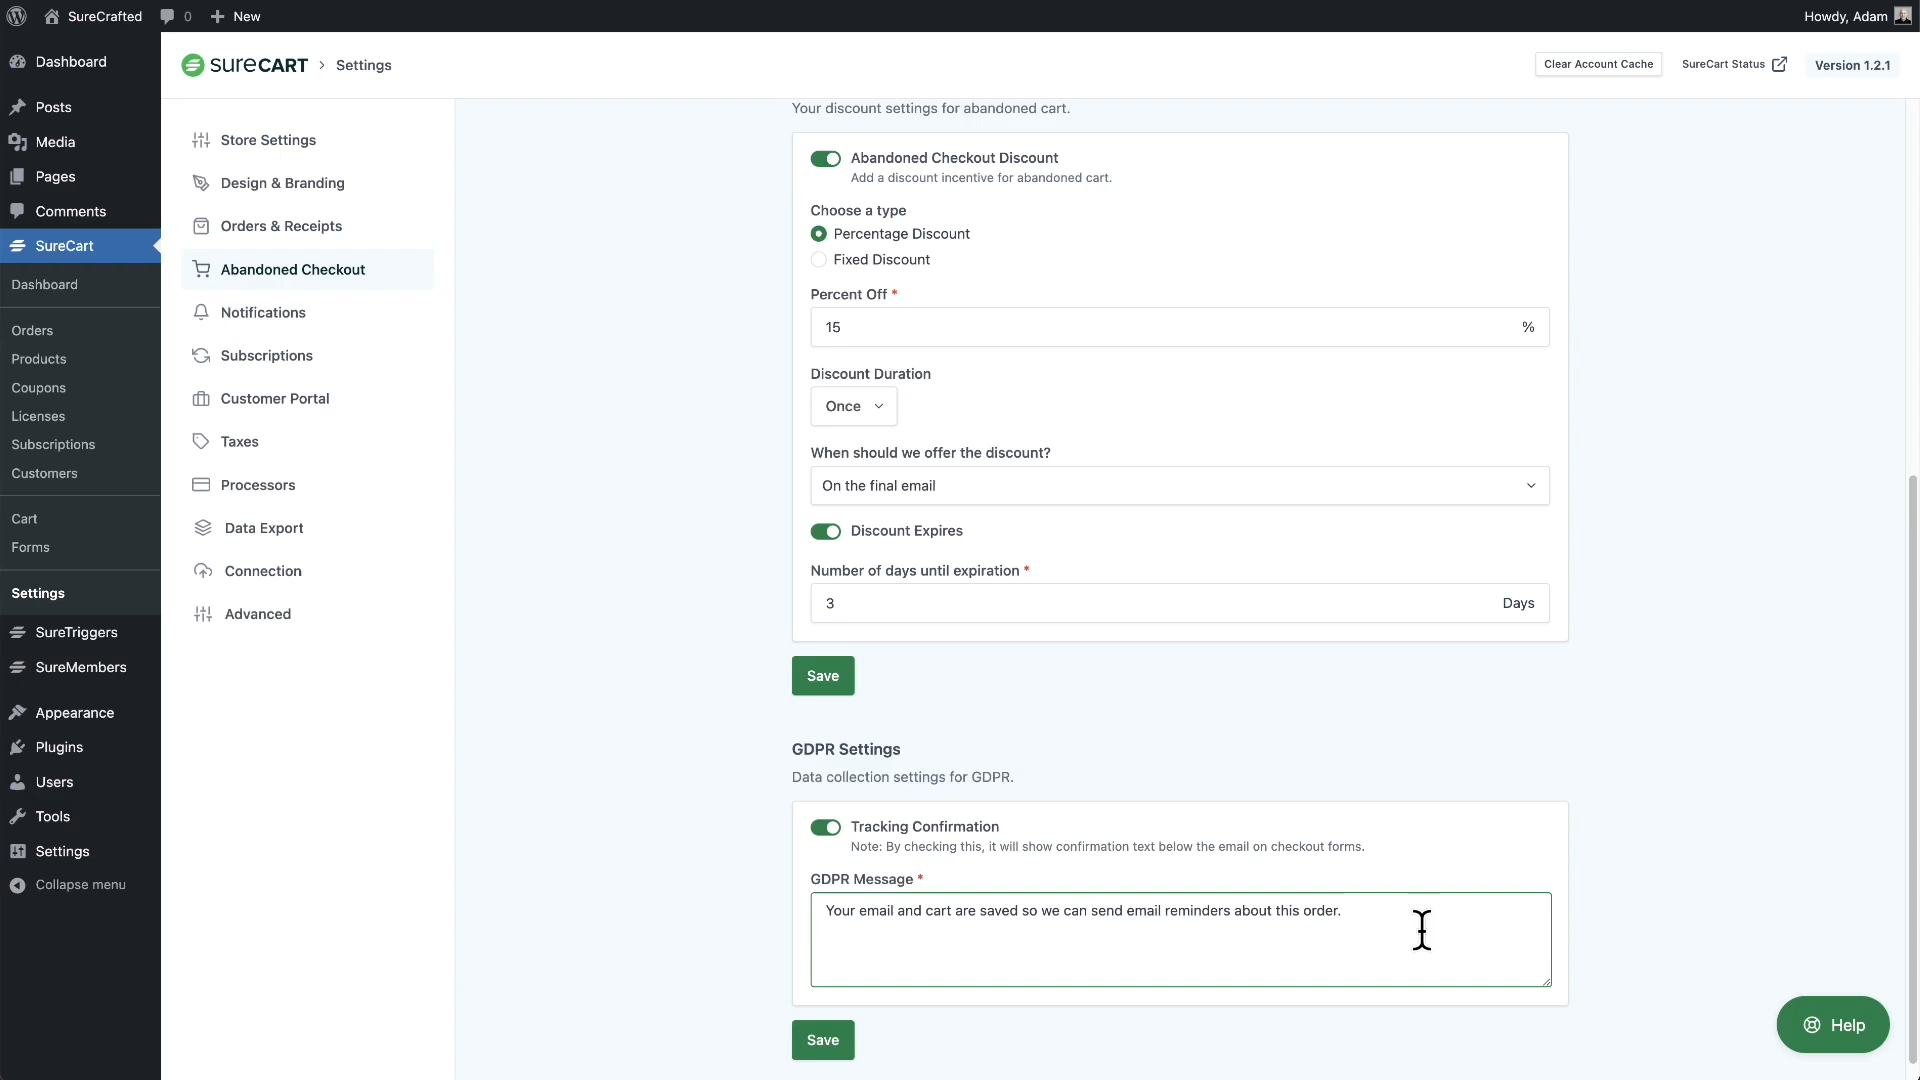 SureCrafted
0
New
Howdy, Adam
Dashboard
Posts
Media
Pages
Comments
SureCart
Dashboard
Orders
Products
Coupons
Licenses
Subscriptions
Customers
Cart
Forms
Settings
SureTriggers
SureMembers
Appearance
Plugins
Users
Tools
Settings
Collapse menu
SURECART > Settings
Clear Account Cache
SureCart Status
Version 1.2.1
Store Settings
Design & Branding
Orders & Receipts
Abandoned Checkout
Notifications
Subscriptions
Customer Portal
Taxes
Processors
Data Export
Connection
Advanced
Your discount settings for abandoned cart.
Abandoned Checkout Discount
Add a discount incentive for abandoned cart.
Choose a type
Percentage Discount
Fixed Discount
Percent Off *
15 %
Discount Duration
Once
When should we offer the discount?
On the final email
Discount Expires
Number of days until expiration *
3 Days
Save
GDPR Settings
Data collection settings for GDPR.
Tracking Confirmation
Note: By checking this, it will show confirmation text below the email on checkout forms.
GDPR Message *
Your email and cart are saved so we can send email reminders about this order.
Save
Help